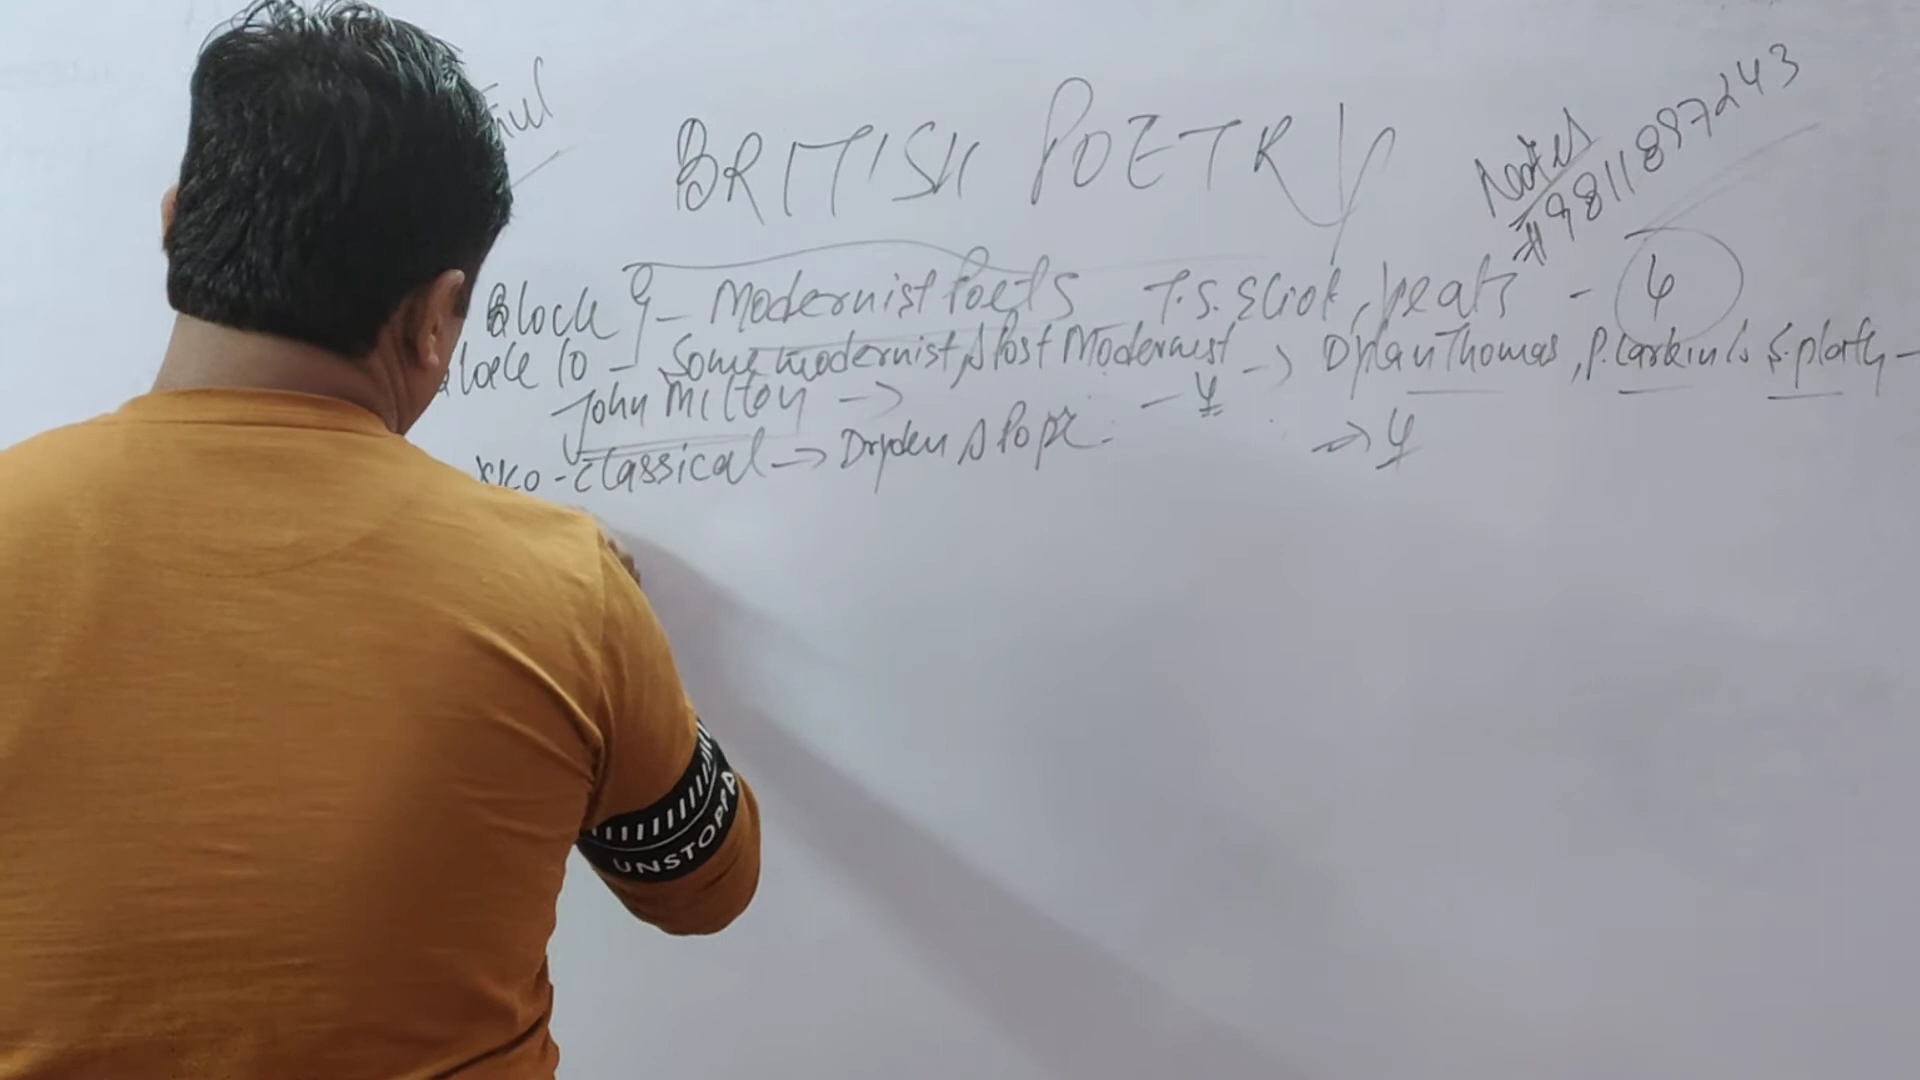 BRITISH POETRY
Notes
9811897243
Block 9 - Modernist Poets T.S. Eliot, Yeats - 4
10 - Some modernist & Post Modernist -> Dylan Thomas, P. Larkin & S. plath -
John Milton -> - 4
Neo-classical -> Dryden & Pope. => 4
UNSTOPPA